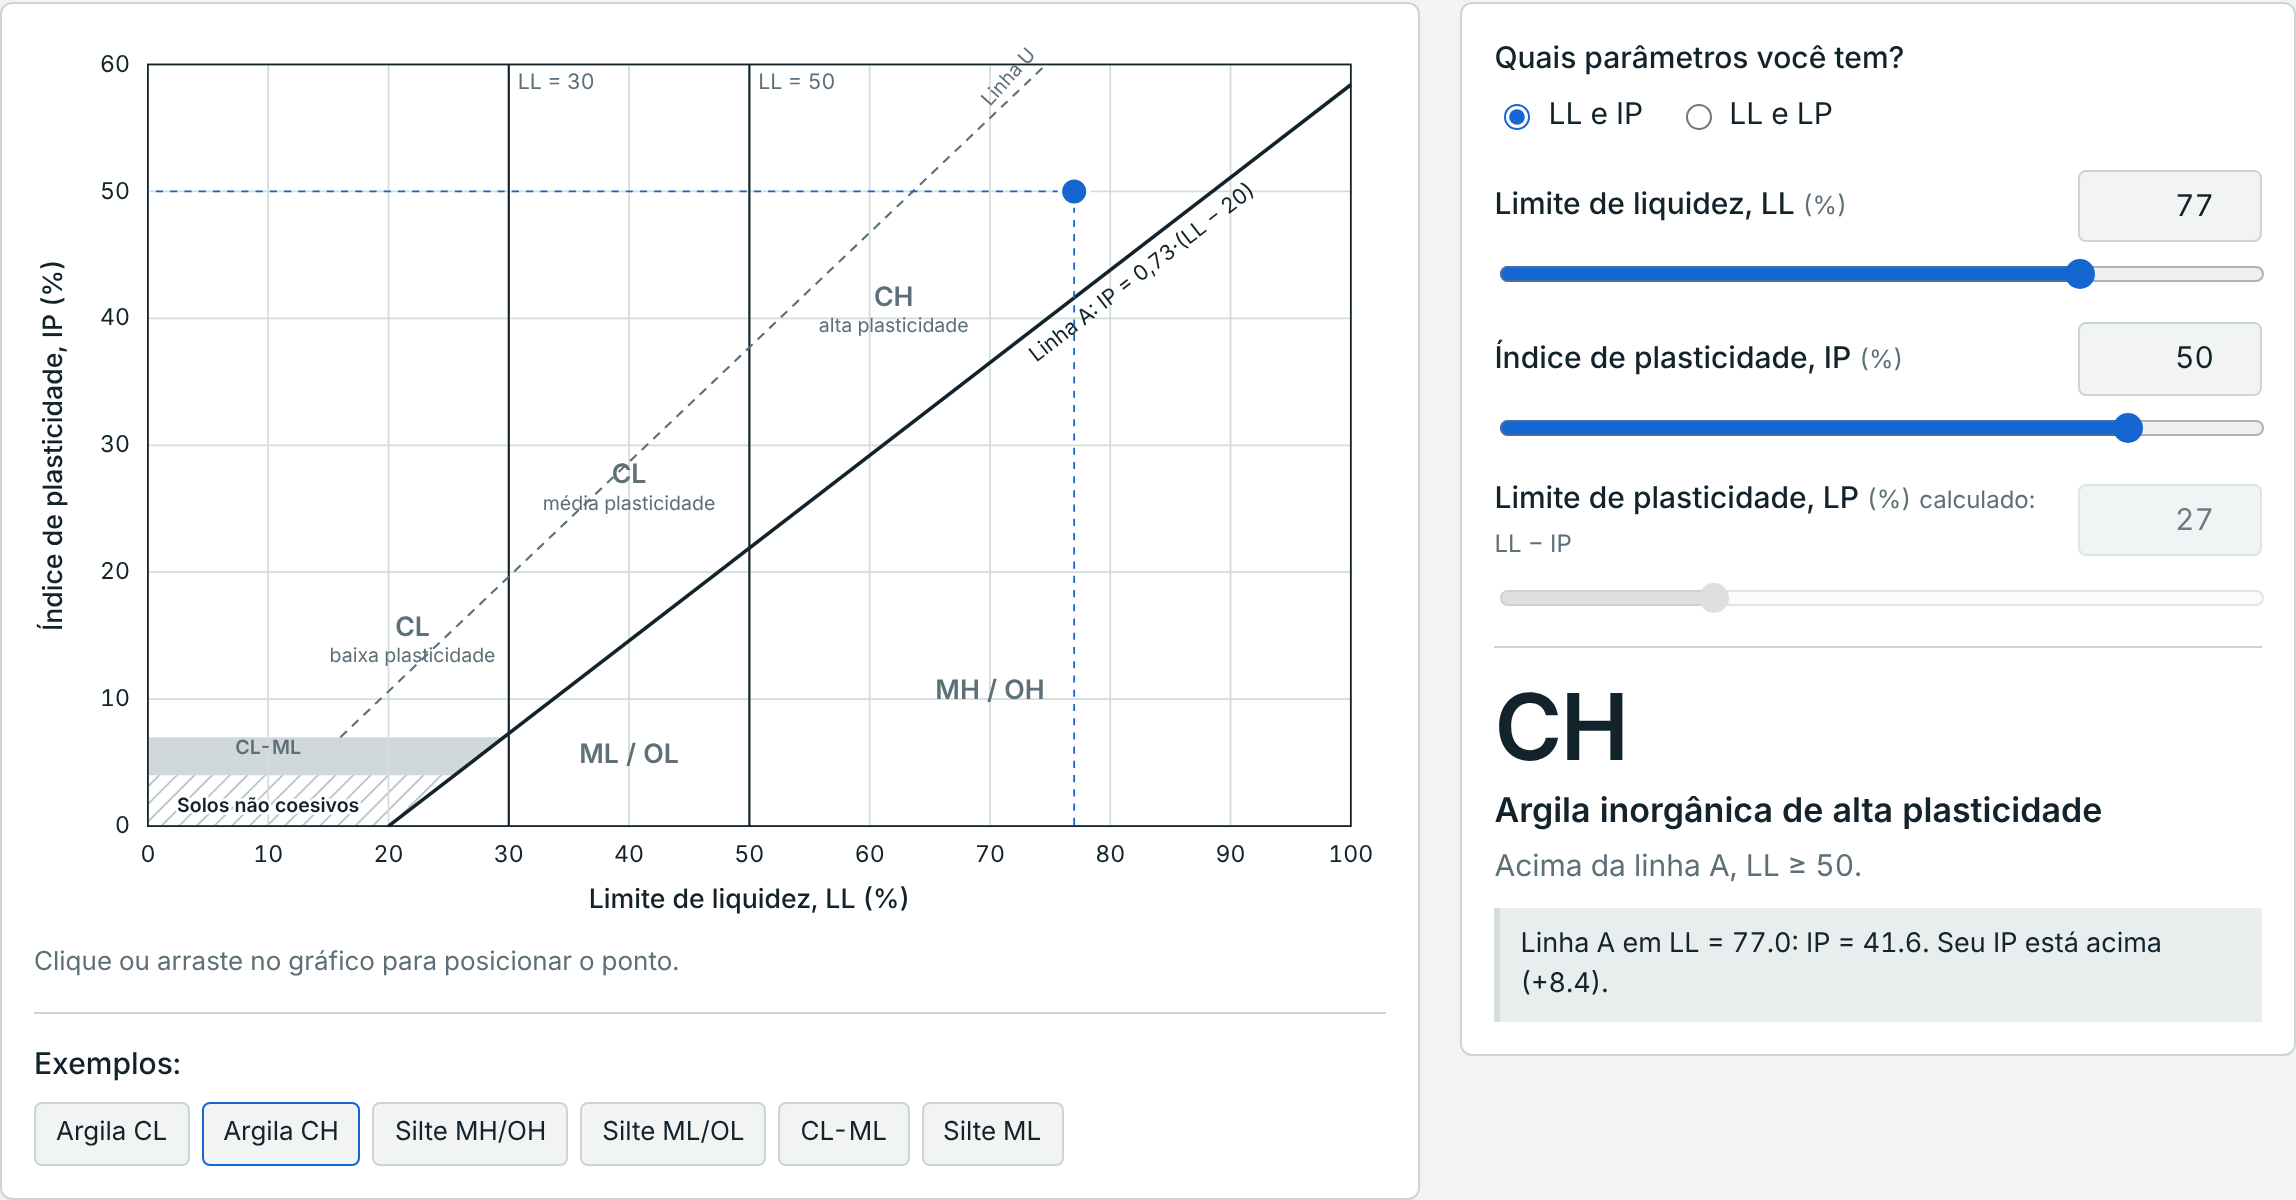 60
50
40
30
20
10
0
Índice de plasticidade, IP (%)
LL = 30
LL = 50
Linha U
Linha A: IP = 0,73·(LL − 20)
CH
alta plasticidade
CL
média plasticidade
CL
baixa plasticidade
MH / OH
ML / OL
CL-ML
Solos não coesivos
0 10 20 30 40 50 60 70 80 90 100
Limite de liquidez, LL (%)
Clique ou arraste no gráfico para posicionar o ponto.
Exemplos:
Argila CL
Argila CH
Silte MH/OH
Silte ML/OL
CL-ML
Silte ML
Quais parâmetros você tem?
LL e IP
LL e LP
Limite de liquidez, LL (%)
77
Índice de plasticidade, IP (%)
50
Limite de plasticidade, LP (%) calculado:
LL − IP
27
CH
Argila inorgânica de alta plasticidade
Acima da linha A, LL ≥ 50.
Linha A em LL = 77.0: IP = 41.6. Seu IP está acima
(+8.4).